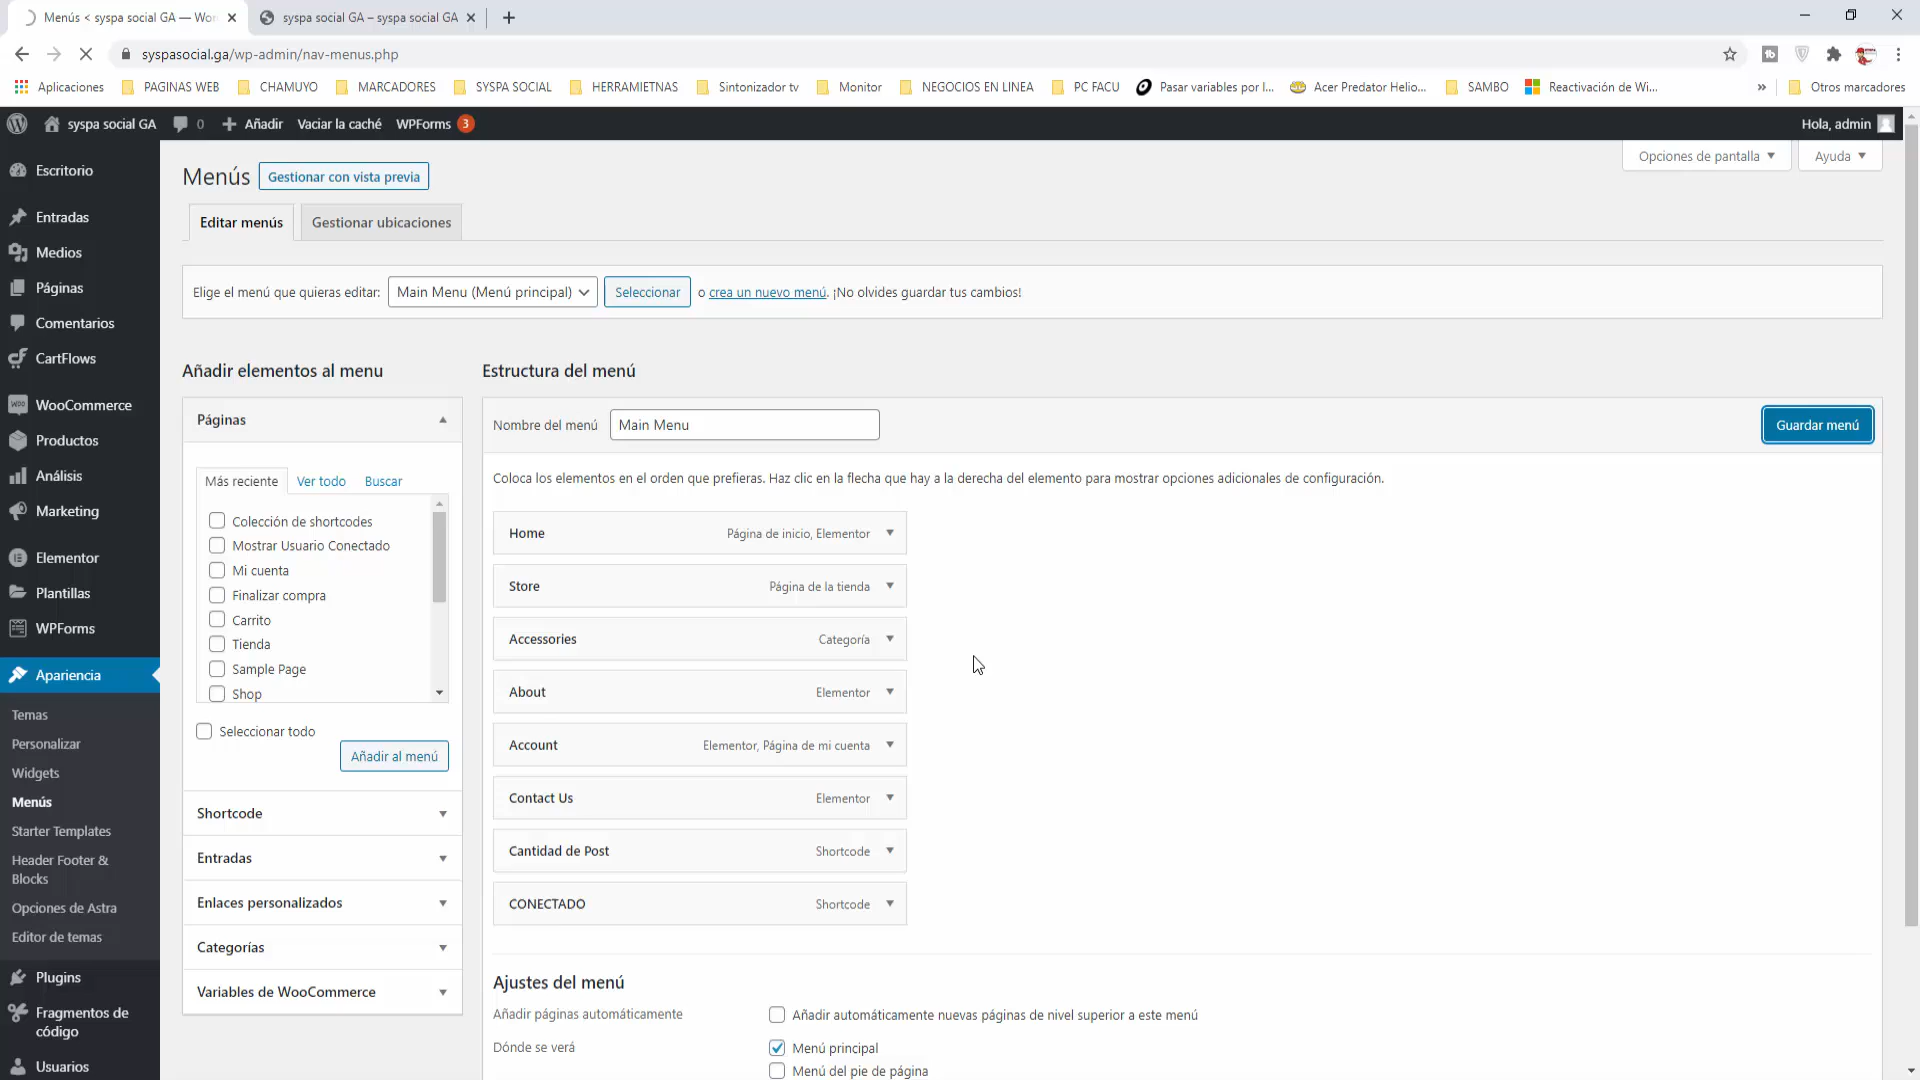 Menús < syspa social GA — Wor
syspa social GA – syspa social GA
syspasocial.ga/wp-admin/nav-menus.php
Aplicaciones
PAGINAS WEB
CHAMUYO
MARCADORES
SYSPA SOCIAL
HERRAMIETNAS
Sintonizador tv
Monitor
NEGOCIOS EN LINEA
PC FACU
Pasar variables por l...
Acer Predator Helio...
SAMBO
Reactivación de Wi...
»
Otros marcadores
syspa social GA
0
Añadir
Vaciar la caché
WPForms 3
Hola, admin
Escritorio
Entradas
Medios
Páginas
Comentarios
CartFlows
WooCommerce
Productos
Análisis
Marketing
Elementor
Plantillas
WPForms
Apariencia
Temas
Personalizar
Widgets
Menús
Starter Templates
Header Footer &
Blocks
Opciones de Astra
Editor de temas
Plugins
Fragmentos de
código
Usuarios
Opciones de pantalla
Ayuda
Menús
Gestionar con vista previa
Editar menús
Gestionar ubicaciones
Elige el menú que quieras editar: Main Menu (Menú principal) Seleccionar o crea un nuevo menú. ¡No olvides guardar tus cambios!
Añadir elementos al menu
Páginas
Más reciente
Ver todo
Buscar
Colección de shortcodes
Mostrar Usuario Conectado
Mi cuenta
Finalizar compra
Carrito
Tienda
Sample Page
Shop
Seleccionar todo
Añadir al menú
Shortcode
Entradas
Enlaces personalizados
Categorías
Variables de WooCommerce
Estructura del menú
Nombre del menú Main Menu
Guardar menú
Coloca los elementos en el orden que prefieras. Haz clic en la flecha que hay a la derecha del elemento para mostrar opciones adicionales de configuración.
Home Página de inicio, Elementor
Store Página de la tienda
Accessories Categoría
About Elementor
Account Elementor, Página de mi cuenta
Contact Us Elementor
Cantidad de Post Shortcode
CONECTADO Shortcode
Ajustes del menú
Añadir páginas automáticamente Añadir automáticamente nuevas páginas de nivel superior a este menú
Dónde se verá Menú principal
Menú del pie de página